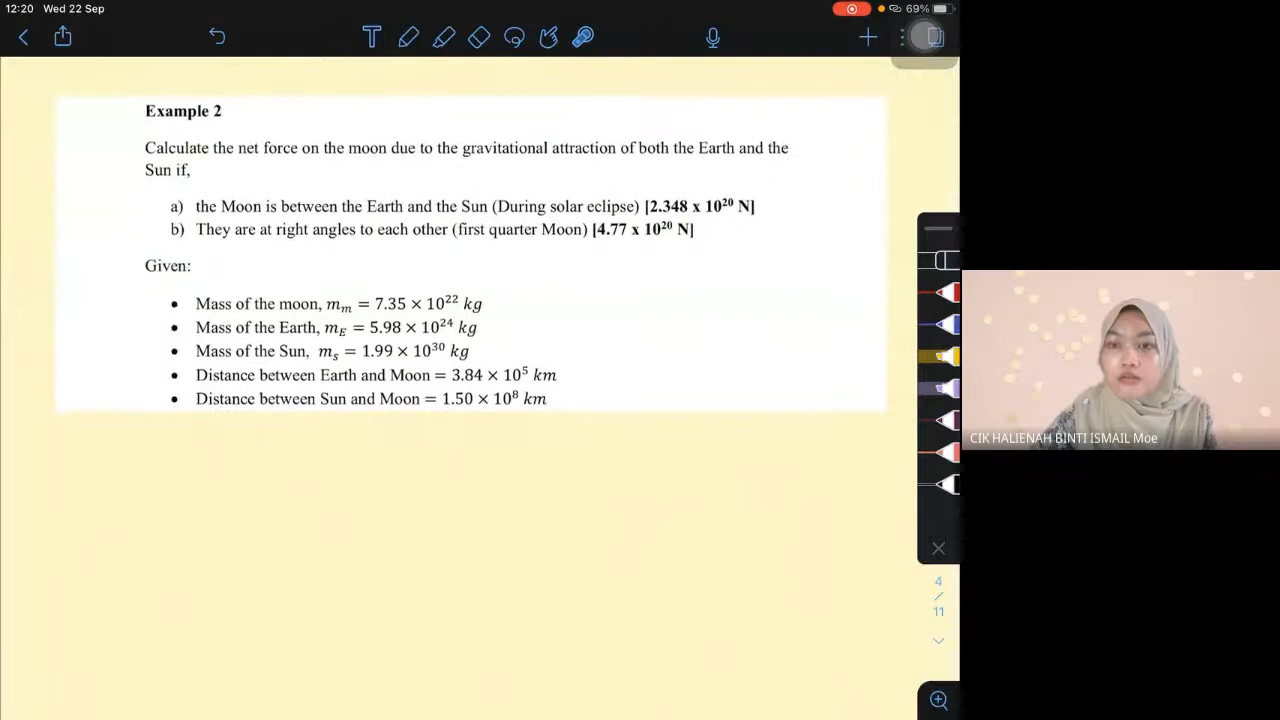 12:20 Wed 22 Sep
69%
Example 2
Calculate the net force on the moon due to the gravitational attraction of both the Earth and the
Sun if,
a) the Moon is between the Earth and the Sun (During solar eclipse) [2.348 x 10²⁰ N]
b) They are at right angles to each other (first quarter Moon) [4.77 x 10²⁰ N]
Given:
• Mass of the moon, mₘ = 7.35 × 10²² kg
• Mass of the Earth, m_E = 5.98 × 10²⁴ kg
• Mass of the Sun, mₛ = 1.99 × 10³⁰ kg
• Distance between Earth and Moon = 3.84 × 10⁵ km
• Distance between Sun and Moon = 1.50 × 10⁸ km
CIK HALIENAH BINTI ISMAIL Moe
4
/
11